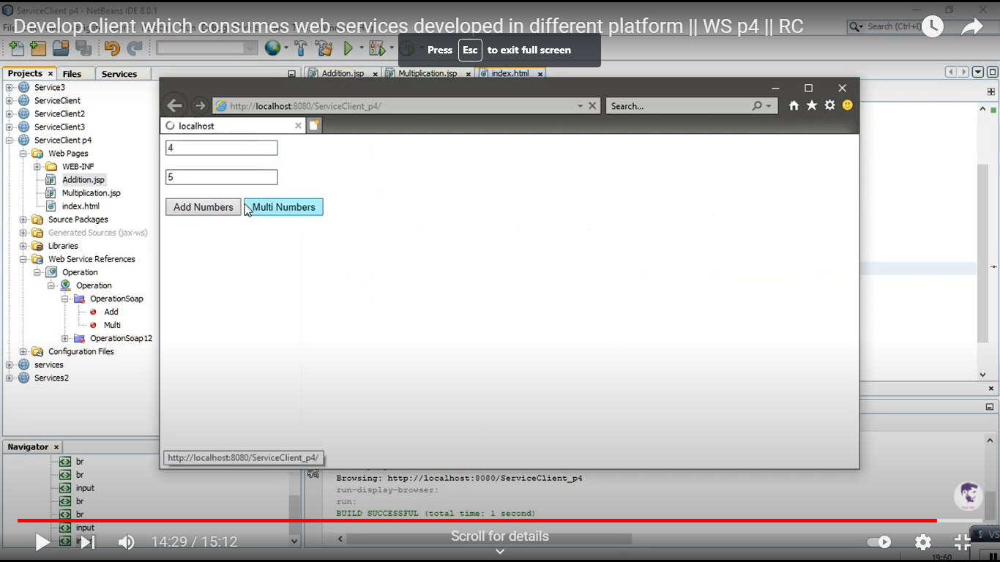 ServiceClient p4 - NetBeans IDE 8.0.1
Develop client which consumes web services developed in different platform || WS p4 || RC
Search (Ctrl+I)
Press Esc to exit full screen
Projects Files Services
Addition.jsp Multiplication.jsp index.html
Service3
ServiceClient
ServiceClient2
ServiceClient3
ServiceClient p4
Web Pages
WEB-INF
Addition.jsp
Multiplication.jsp
index.html
Source Packages
Generated Sources (jax-ws)
Libraries
Web Service References
Operation
Operation
OperationSoap
Add
Multi
OperationSoap12
Configuration Files
services
Services2
http://localhost:8080/ServiceClient_p4/
Search...
localhost
4
5
Add Numbers Multi Numbers
http://localhost:8080/ServiceClient_p4/
Navigator
br
br
input
br
br
input
Browsing: http://localhost:8080/ServiceClient_p4
run-display-browser:
run:
BUILD SUCCESSFUL (total time: 1 second)
14:29 / 15:12
Scroll for details
VS
19:60